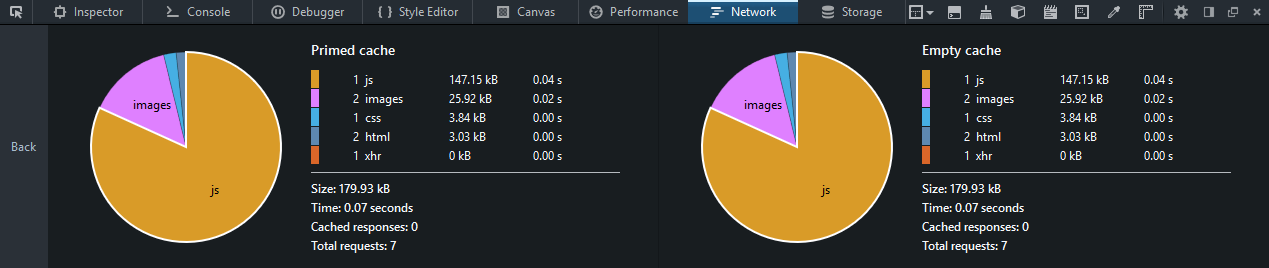 Inspector Console Debugger Style Editor Canvas Performance Network Storage
Back
Primed cache
1 js 147.15 kB 0.04 s
2 images 25.92 kB 0.02 s
1 css 3.84 kB 0.00 s
2 html 3.03 kB 0.00 s
1 xhr 0 kB 0.00 s
Size: 179.93 kB
Time: 0.07 seconds
Cached responses: 0
Total requests: 7
images
js
Empty cache
1 js 147.15 kB 0.04 s
2 images 25.92 kB 0.02 s
1 css 3.84 kB 0.00 s
2 html 3.03 kB 0.00 s
1 xhr 0 kB 0.00 s
Size: 179.93 kB
Time: 0.07 seconds
Cached responses: 0
Total requests: 7
images
js